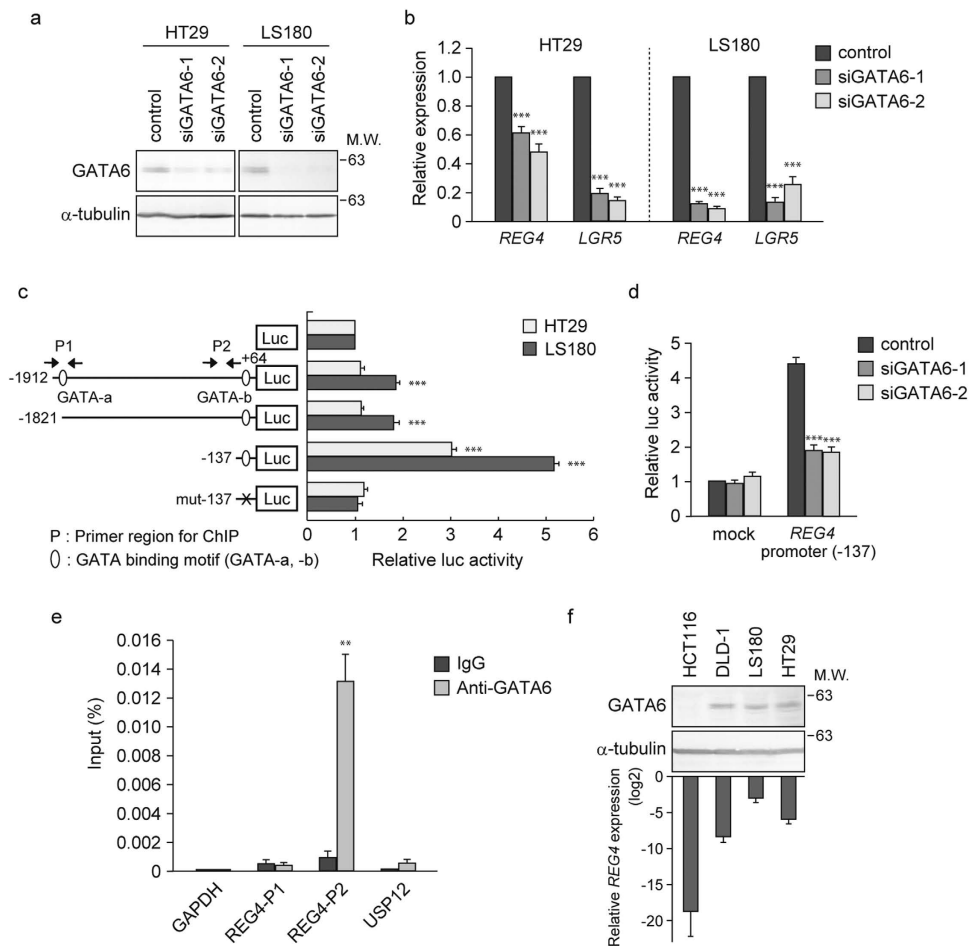 a
HT29 LS180
control siGATA6-1 siGATA6-2 control siGATA6-1 siGATA6-2
M.W.
GATA6 -63
α-tubulin -63
b
HT29 LS180
control
siGATA6-1
siGATA6-2
Relative expression
1.2
1.0
0.8
0.6
0.4
0.2
0
*** *** *** *** *** *** *** ***
REG4 LGR5 REG4 LGR5
c
HT29
LS180
Luc
P1 P2
+64
-1912 Luc ***
GATA-a GATA-b
-1821 Luc ***
-137 Luc *** ***
mut-137 X Luc
0 1 2 3 4 5 6
Relative luc activity
P : Primer region for ChIP
: GATA binding motif (GATA-a, -b)
d
control
siGATA6-1
siGATA6-2
Relative luc activity
5
4
3
2
1
0
*** ***
mock REG4
promoter (-137)
e
IgG
Anti-GATA6
Input (%)
0.016
0.014
0.012
0.010
0.008
0.006
0.004
0.002
0
**
GAPDH REG4-P1 REG4-P2 USP12
f
HCT116 DLD-1 LS180 HT29
M.W.
GATA6 -63
α-tubulin -63
Relative REG4 expression
(log2)
0
-5
-10
-15
-20